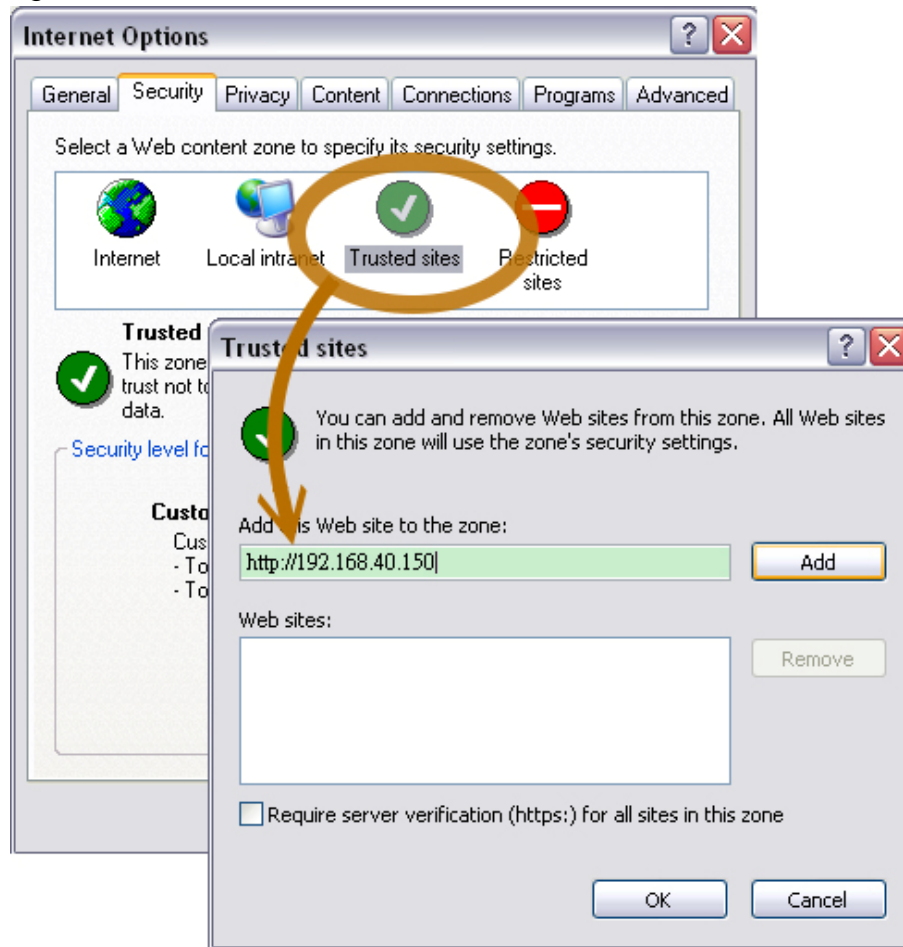 Internet Options
General Security Privacy Content Connections Programs Advanced
Select a Web content zone to specify its security settings.
Internet Local intranet Trusted sites Restricted
sites
Trusted
This zone
trust not to
data.
Security level fo
Custo
Cus
- To
- To
Trusted sites
You can add and remove Web sites from this zone. All Web sites
in this zone will use the zone's security settings.
Add this Web site to the zone:
http://192.168.40.150
Add
Web sites:
Remove
Require server verification (https:) for all sites in this zone
OK Cancel